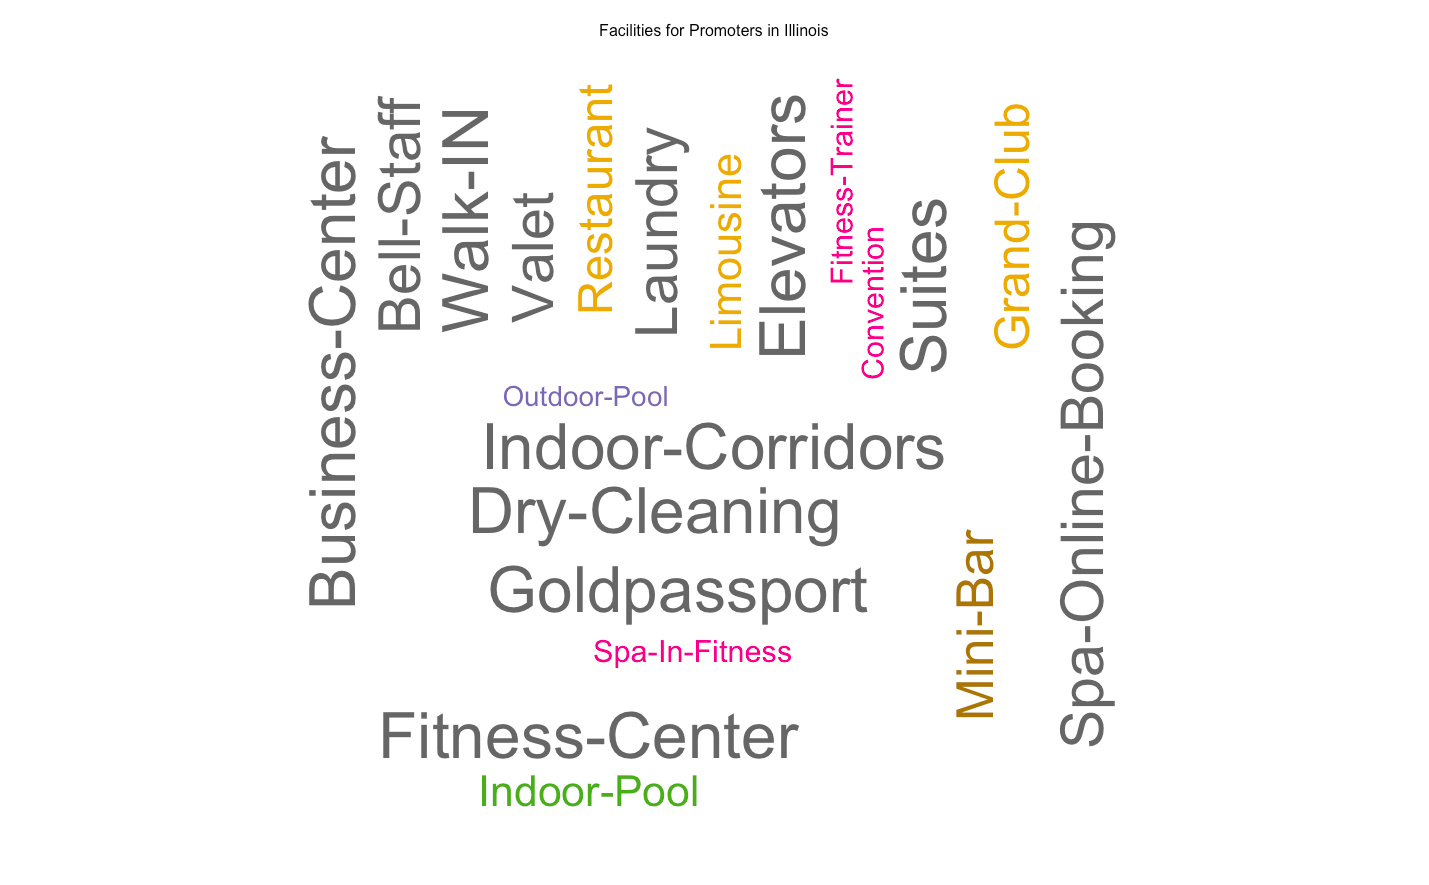 Facilities for Promoters in Illinois
Business-Center
Bell-Staff
Walk-IN
Valet
Restaurant
Laundry
Limousine
Elevators
Fitness-Trainer
Convention
Suites
Grand-Club
Spa-Online-Booking
Outdoor-Pool
Indoor-Corridors
Dry-Cleaning
Goldpassport
Mini-Bar
Spa-In-Fitness
Fitness-Center
Indoor-Pool